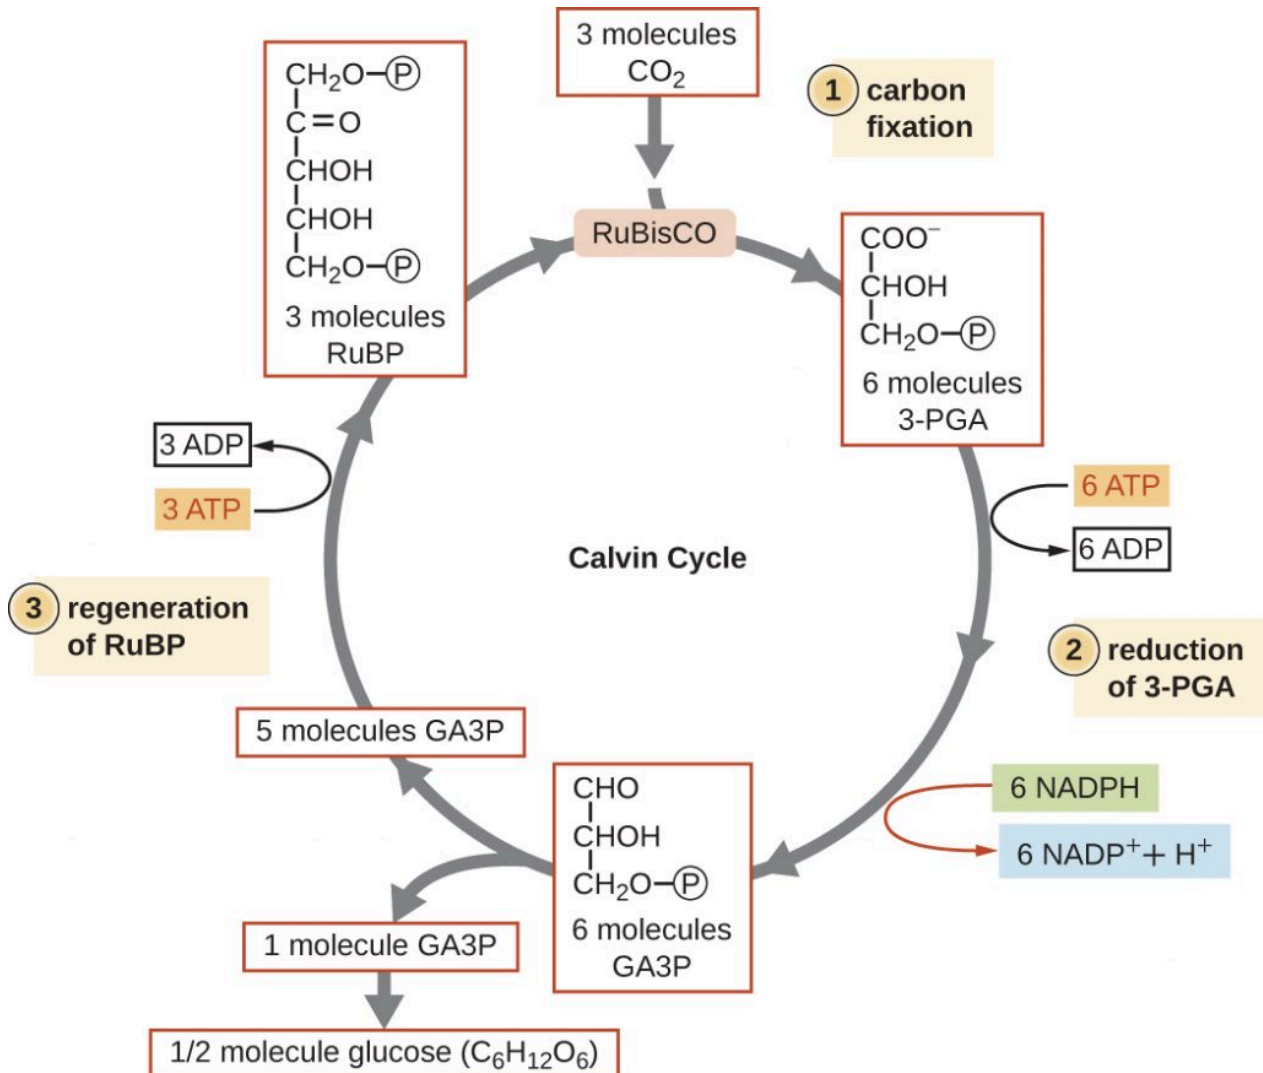 3 molecules
CO₂
1 carbon
fixation
RuBisCO
CH₂O–P
C=O
CHOH
CHOH
CH₂O–P
3 molecules
RuBP
COO⁻
CHOH
CH₂O–P
6 molecules
3-PGA
3 ADP
3 ATP
6 ATP
6 ADP
Calvin Cycle
3 regeneration
of RuBP
2 reduction
of 3-PGA
5 molecules GA3P
6 NADPH
6 NADP⁺ + H⁺
CHO
CHOH
CH₂O–P
6 molecules
GA3P
1 molecule GA3P
1/2 molecule glucose (C₆H₁₂O₆)